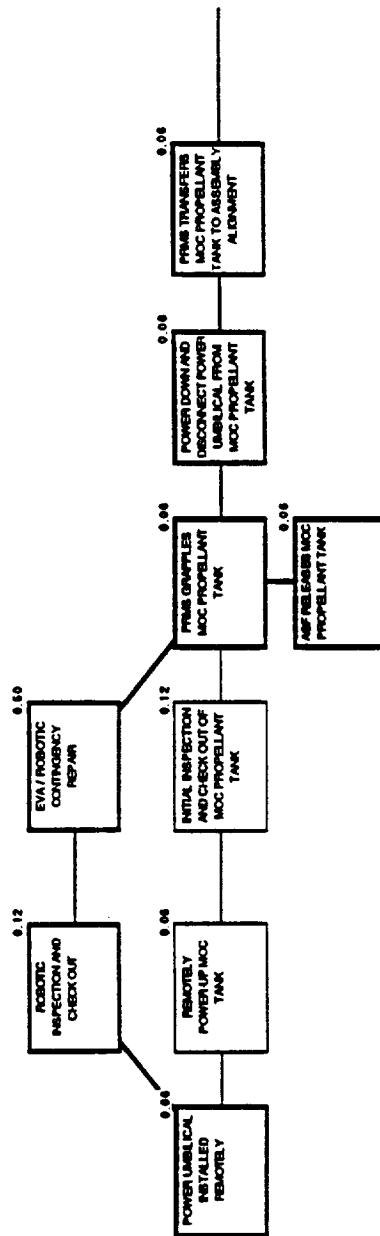 0.12
ROBOTIC
INSPECTION AND
CHECK OUT
0.50
EVA / ROBOTIC
CONTINGENCY
REPAIR
0.06
POWER UMBILICAL
INSTALLED
REMOTELY
0.06
REMOTELY
POWER UP MOC
TANK
0.12
INITIAL INSPECTION
AND CHECK OUT OF
MOC PROPELLANT
TANK
0.06
PRMS GRAPPLES
MOC PROPELLANT
TANK
0.06
POWER DOWN AND
DISCONNECT POWER
UMBILICAL FROM
MOC PROPELLANT
TANK
0.06
PRMS TRANSFERS
MOC PROPELLANT
TANK TO ASSEMBLY
ALIGNMENT
0.06
ASF RELEASES MOC
PROPELLANT TANK